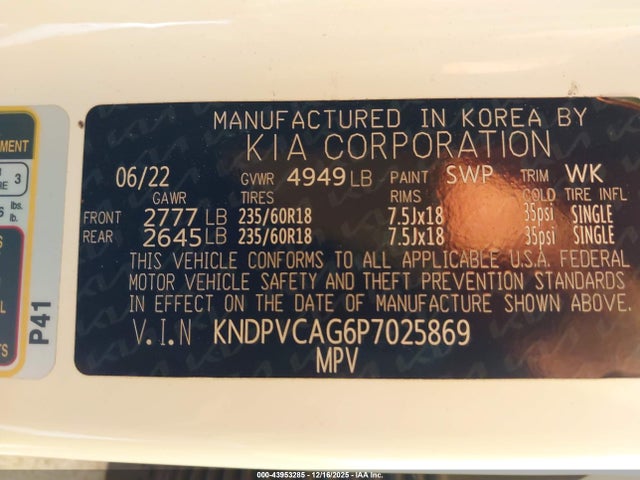 MANUFACTURED IN KOREA BY
KIA CORPORATION
06/22 GVWR 4949LB PAINT SWP TRIM WK
GAWR TIRES RIMS COLD TIRE INFL
FRONT 2777 LB 235/60R18 7.5Jx18 35psi SINGLE
REAR 2645 LB 235/60R18 7.5Jx18 35psi SINGLE
THIS VEHICLE CONFORMS TO ALL APPLICABLE U.S.A. FEDERAL
MOTOR VEHICLE SAFETY AND THEFT PREVENTION STANDARDS
IN EFFECT ON THE DATE OF MANUFACTURE SHOWN ABOVE.
V.I.N KNDPVCAG6P7025869
MPV
3
lbs.
lb.
P41
000-43953285 - 12/16/2025 - IAA Inc.